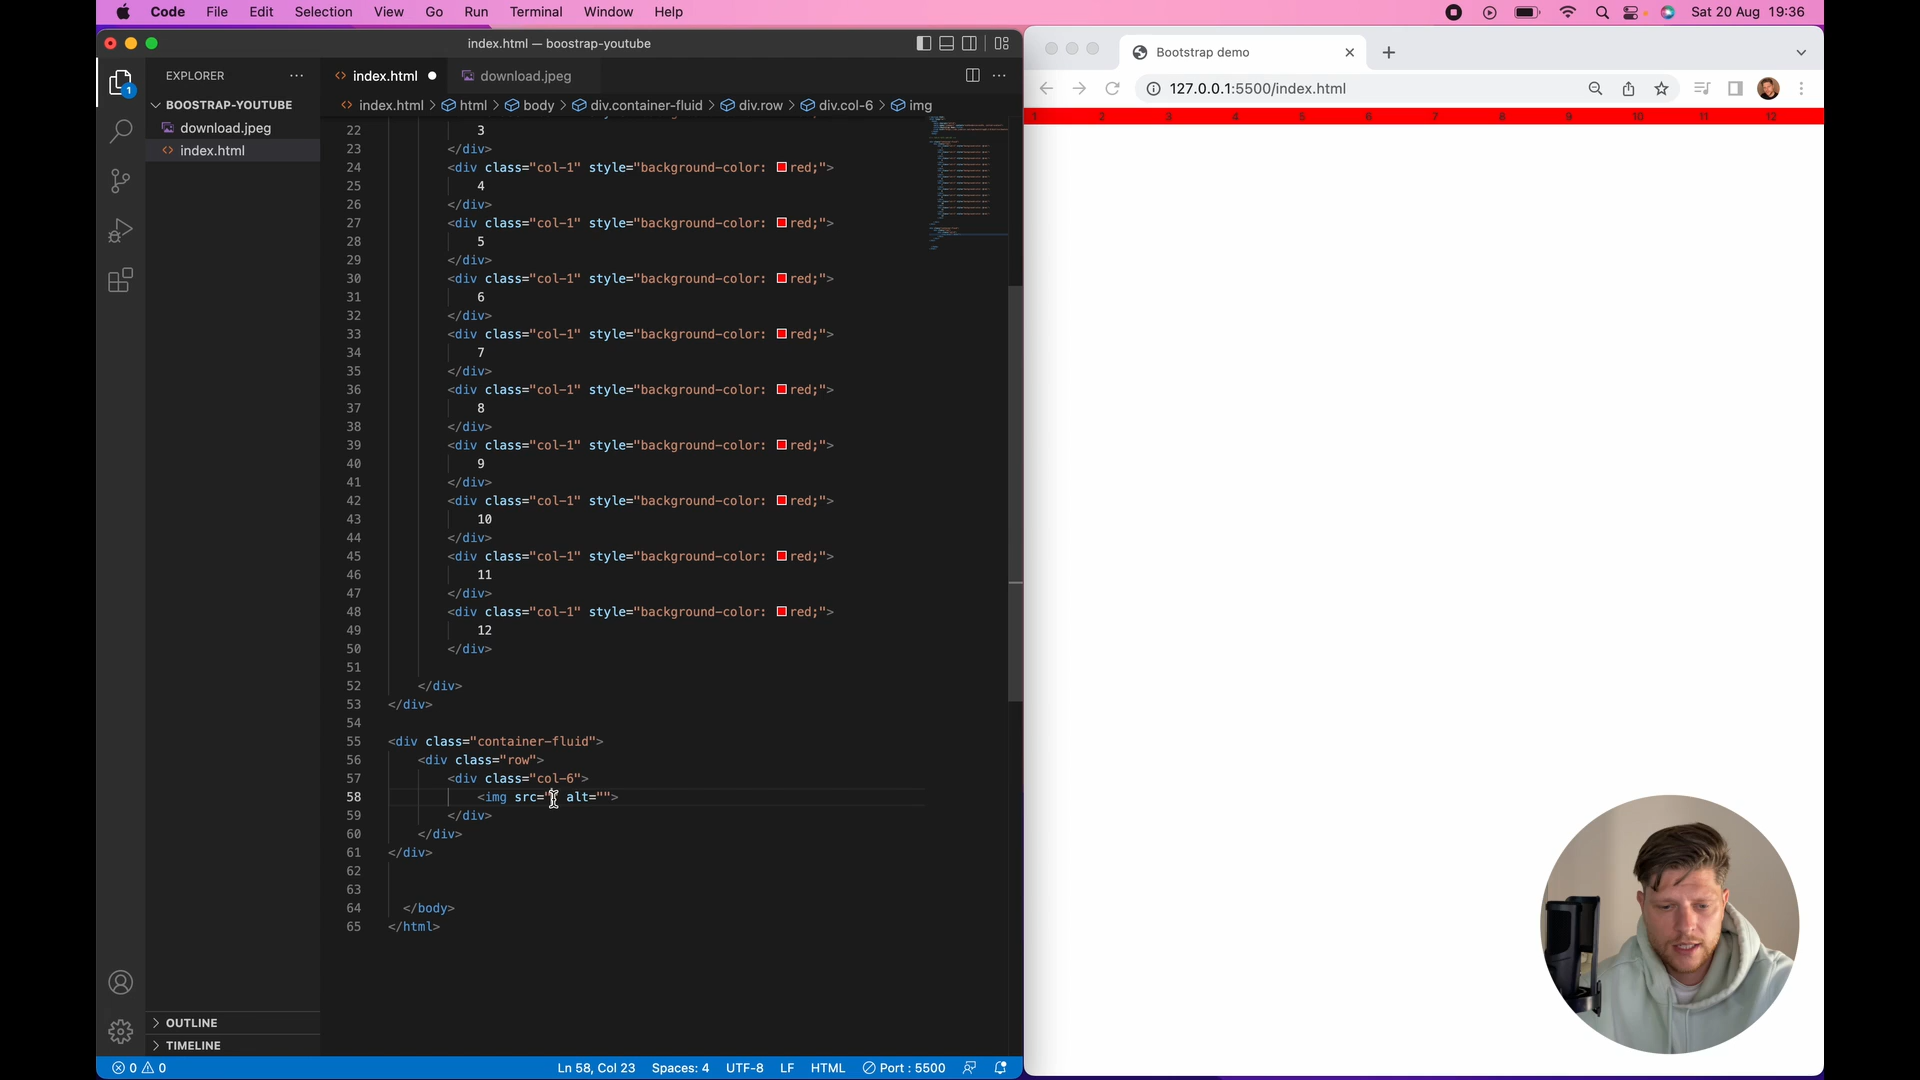 Code File Edit Selection View Go Run Terminal Window Help
Sat 20 Aug 19:36
index.html — boostrap-youtube
Bootstrap demo
EXPLORER
index.html
download.jpeg
127.0.0.1:5500/index.html
BOOSTRAP-YOUTUBE
index.html > html > body > div.container-fluid > div.row > div.col-6 > img
1 2 3 4 5 6 7 8 9 10 11 12
1
download.jpeg
index.html
22 3
23 </div>
24 <div class="col-1" style="background-color: red;">
25 4
26 </div>
27 <div class="col-1" style="background-color: red;">
28 5
29 </div>
30 <div class="col-1" style="background-color: red;">
31 6
32 </div>
33 <div class="col-1" style="background-color: red;">
34 7
35 </div>
36 <div class="col-1" style="background-color: red;">
37 8
38 </div>
39 <div class="col-1" style="background-color: red;">
40 9
41 </div>
42 <div class="col-1" style="background-color: red;">
43 10
44 </div>
45 <div class="col-1" style="background-color: red;">
46 11
47 </div>
48 <div class="col-1" style="background-color: red;">
49 12
50 </div>
51
52 </div>
53 </div>
54
55 <div class="container-fluid">
56 <div class="row">
57 <div class="col-6">
58 <img src="" alt="">
59 </div>
60 </div>
61 </div>
62
63
64 </body>
65 </html>
OUTLINE
TIMELINE
0 0
Ln 58, Col 23 Spaces: 4 UTF-8 LF HTML Port : 5500